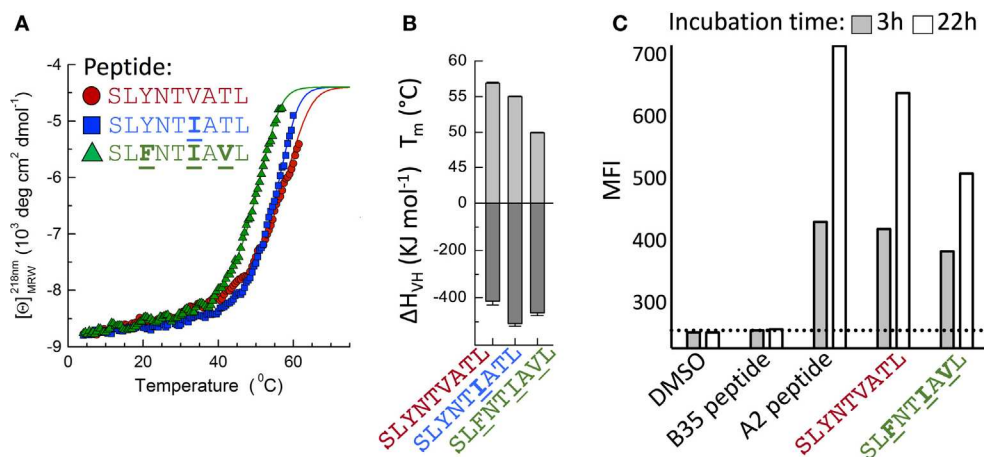 A
Peptide:
SLYNTVATL
SLYNTIATL
SLFNTIAVL
-4
-5
-6
-7
-8
-9
[Θ]218nm MRW (10³ deg cm² dmol⁻¹)
0
20
40
60
Temperature (⁰C)
B
60
55
50
45
0
-200
-400
Tm (°C)
ΔHVH (KJ mol⁻¹)
SLYNTVATL
SLYNTIATL
SLFNTIAVL
C
Incubation time: 3h 22h
700
600
500
400
300
MFI
DMSO
B35 peptide
A2 peptide
SLYNTVATL
SLFNTIAVL